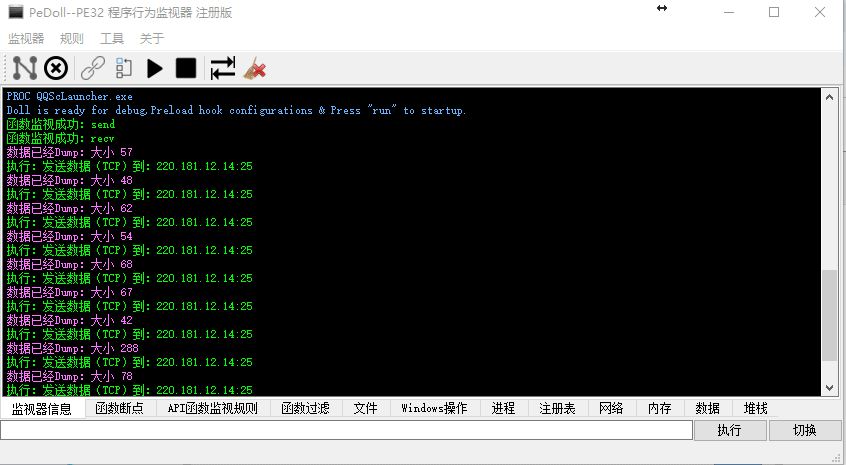 PeDoll--PE32 程序行为监视器 注册版
监视器 规则 工具 关于
PROC QQScLauncher.exe
Doll is ready for debug,Preload hook configurations & Press "run" to startup.
函数监视成功: send
函数监视成功: recv
数据已经Dump: 大小 57
执行: 发送数据（TCP）到: 220.181.12.14:25
数据已经Dump: 大小 48
执行: 发送数据（TCP）到: 220.181.12.14:25
数据已经Dump: 大小 62
执行: 发送数据（TCP）到: 220.181.12.14:25
数据已经Dump: 大小 54
执行: 发送数据（TCP）到: 220.181.12.14:25
数据已经Dump: 大小 68
执行: 发送数据（TCP）到: 220.181.12.14:25
数据已经Dump: 大小 67
执行: 发送数据（TCP）到: 220.181.12.14:25
数据已经Dump: 大小 42
执行: 发送数据（TCP）到: 220.181.12.14:25
数据已经Dump: 大小 288
执行: 发送数据（TCP）到: 220.181.12.14:25
数据已经Dump: 大小 78
执行: 发送数据（TCP）到: 220.181.12.14:25
监视器信息 函数断点 API函数监视规则 函数过滤 文件 Windows操作 进程 注册表 网络 内存 数据 堆栈
执行 切换